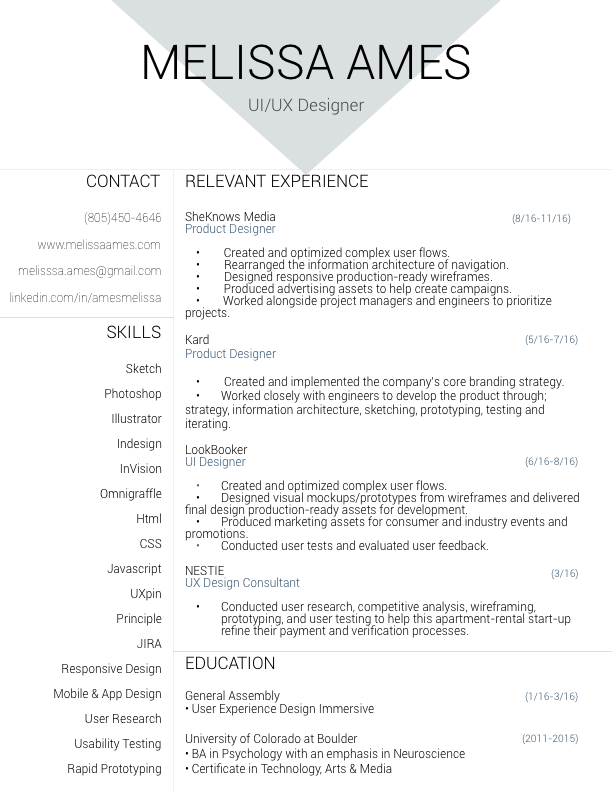 MELISSA AMES
UI/UX Designer
CONTACT
(805)450-4646
www.melissaames.com
melisssa.ames@gmail.com
linkedin.com/in/amesmelissa
SKILLS
Sketch
Photoshop
Illustrator
Indesign
InVision
Omnigraffle
Html
CSS
Javascript
UXpin
Principle
JIRA
Responsive Design
Mobile & App Design
User Research
Usability Testing
Rapid Prototyping
RELEVANT EXPERIENCE
SheKnows Media (8/16-11/16)
Product Designer
• Created and optimized complex user flows.
• Rearranged the information architecture of navigation.
• Designed responsive production-ready wireframes.
• Produced advertising assets to help create campaigns.
• Worked alongside project managers and engineers to prioritize
projects.
Kard (5/16-7/16)
Product Designer
• Created and implemented the company's core branding strategy.
• Worked closely with engineers to develop the product through;
strategy, information architecture, sketching, prototyping, testing and
iterating.
LookBooker
UI Designer (6/16-8/16)
• Created and optimized complex user flows.
• Designed visual mockups/prototypes from wireframes and delivered
final design production-ready assets for development.
• Produced marketing assets for consumer and industry events and
promotions.
• Conducted user tests and evaluated user feedback.
NESTIE (3/16)
UX Design Consultant
• Conducted user research, competitive analysis, wireframing,
prototyping, and user testing to help this apartment-rental start-up
refine their payment and verification processes.
EDUCATION
General Assembly (1/16-3/16)
• User Experience Design Immersive
University of Colorado at Boulder (2011-2015)
• BA in Psychology with an emphasis in Neuroscience
• Certificate in Technology, Arts & Media